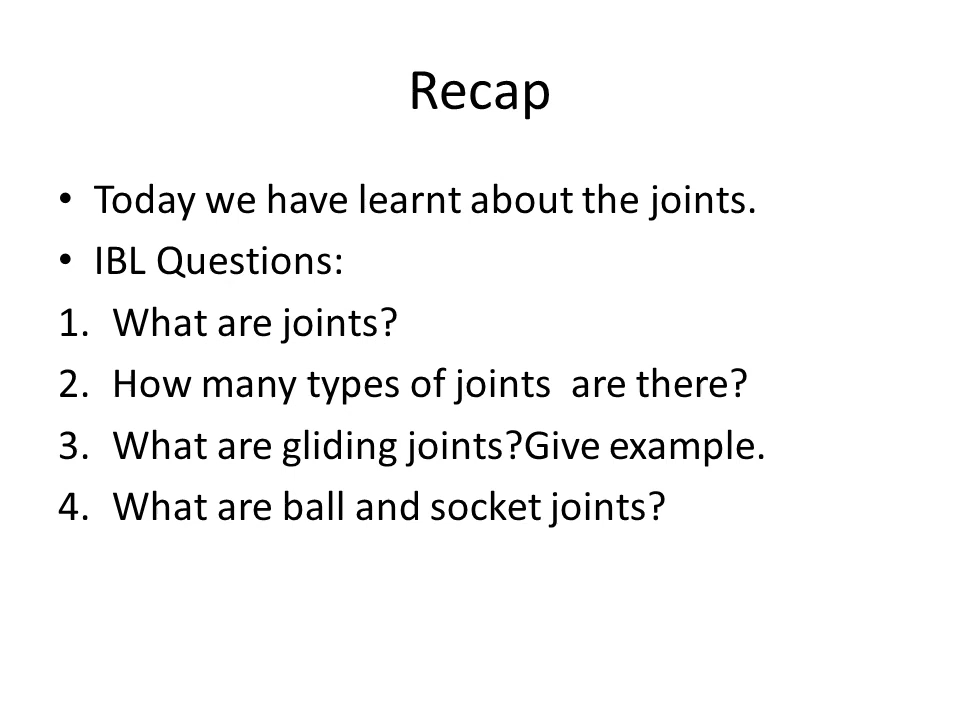 Recap
• Today we have learnt about the joints.
• IBL Questions:
1. What are joints?
2. How many types of joints  are there?
3. What are gliding joints?Give example.
4. What are ball and socket joints?